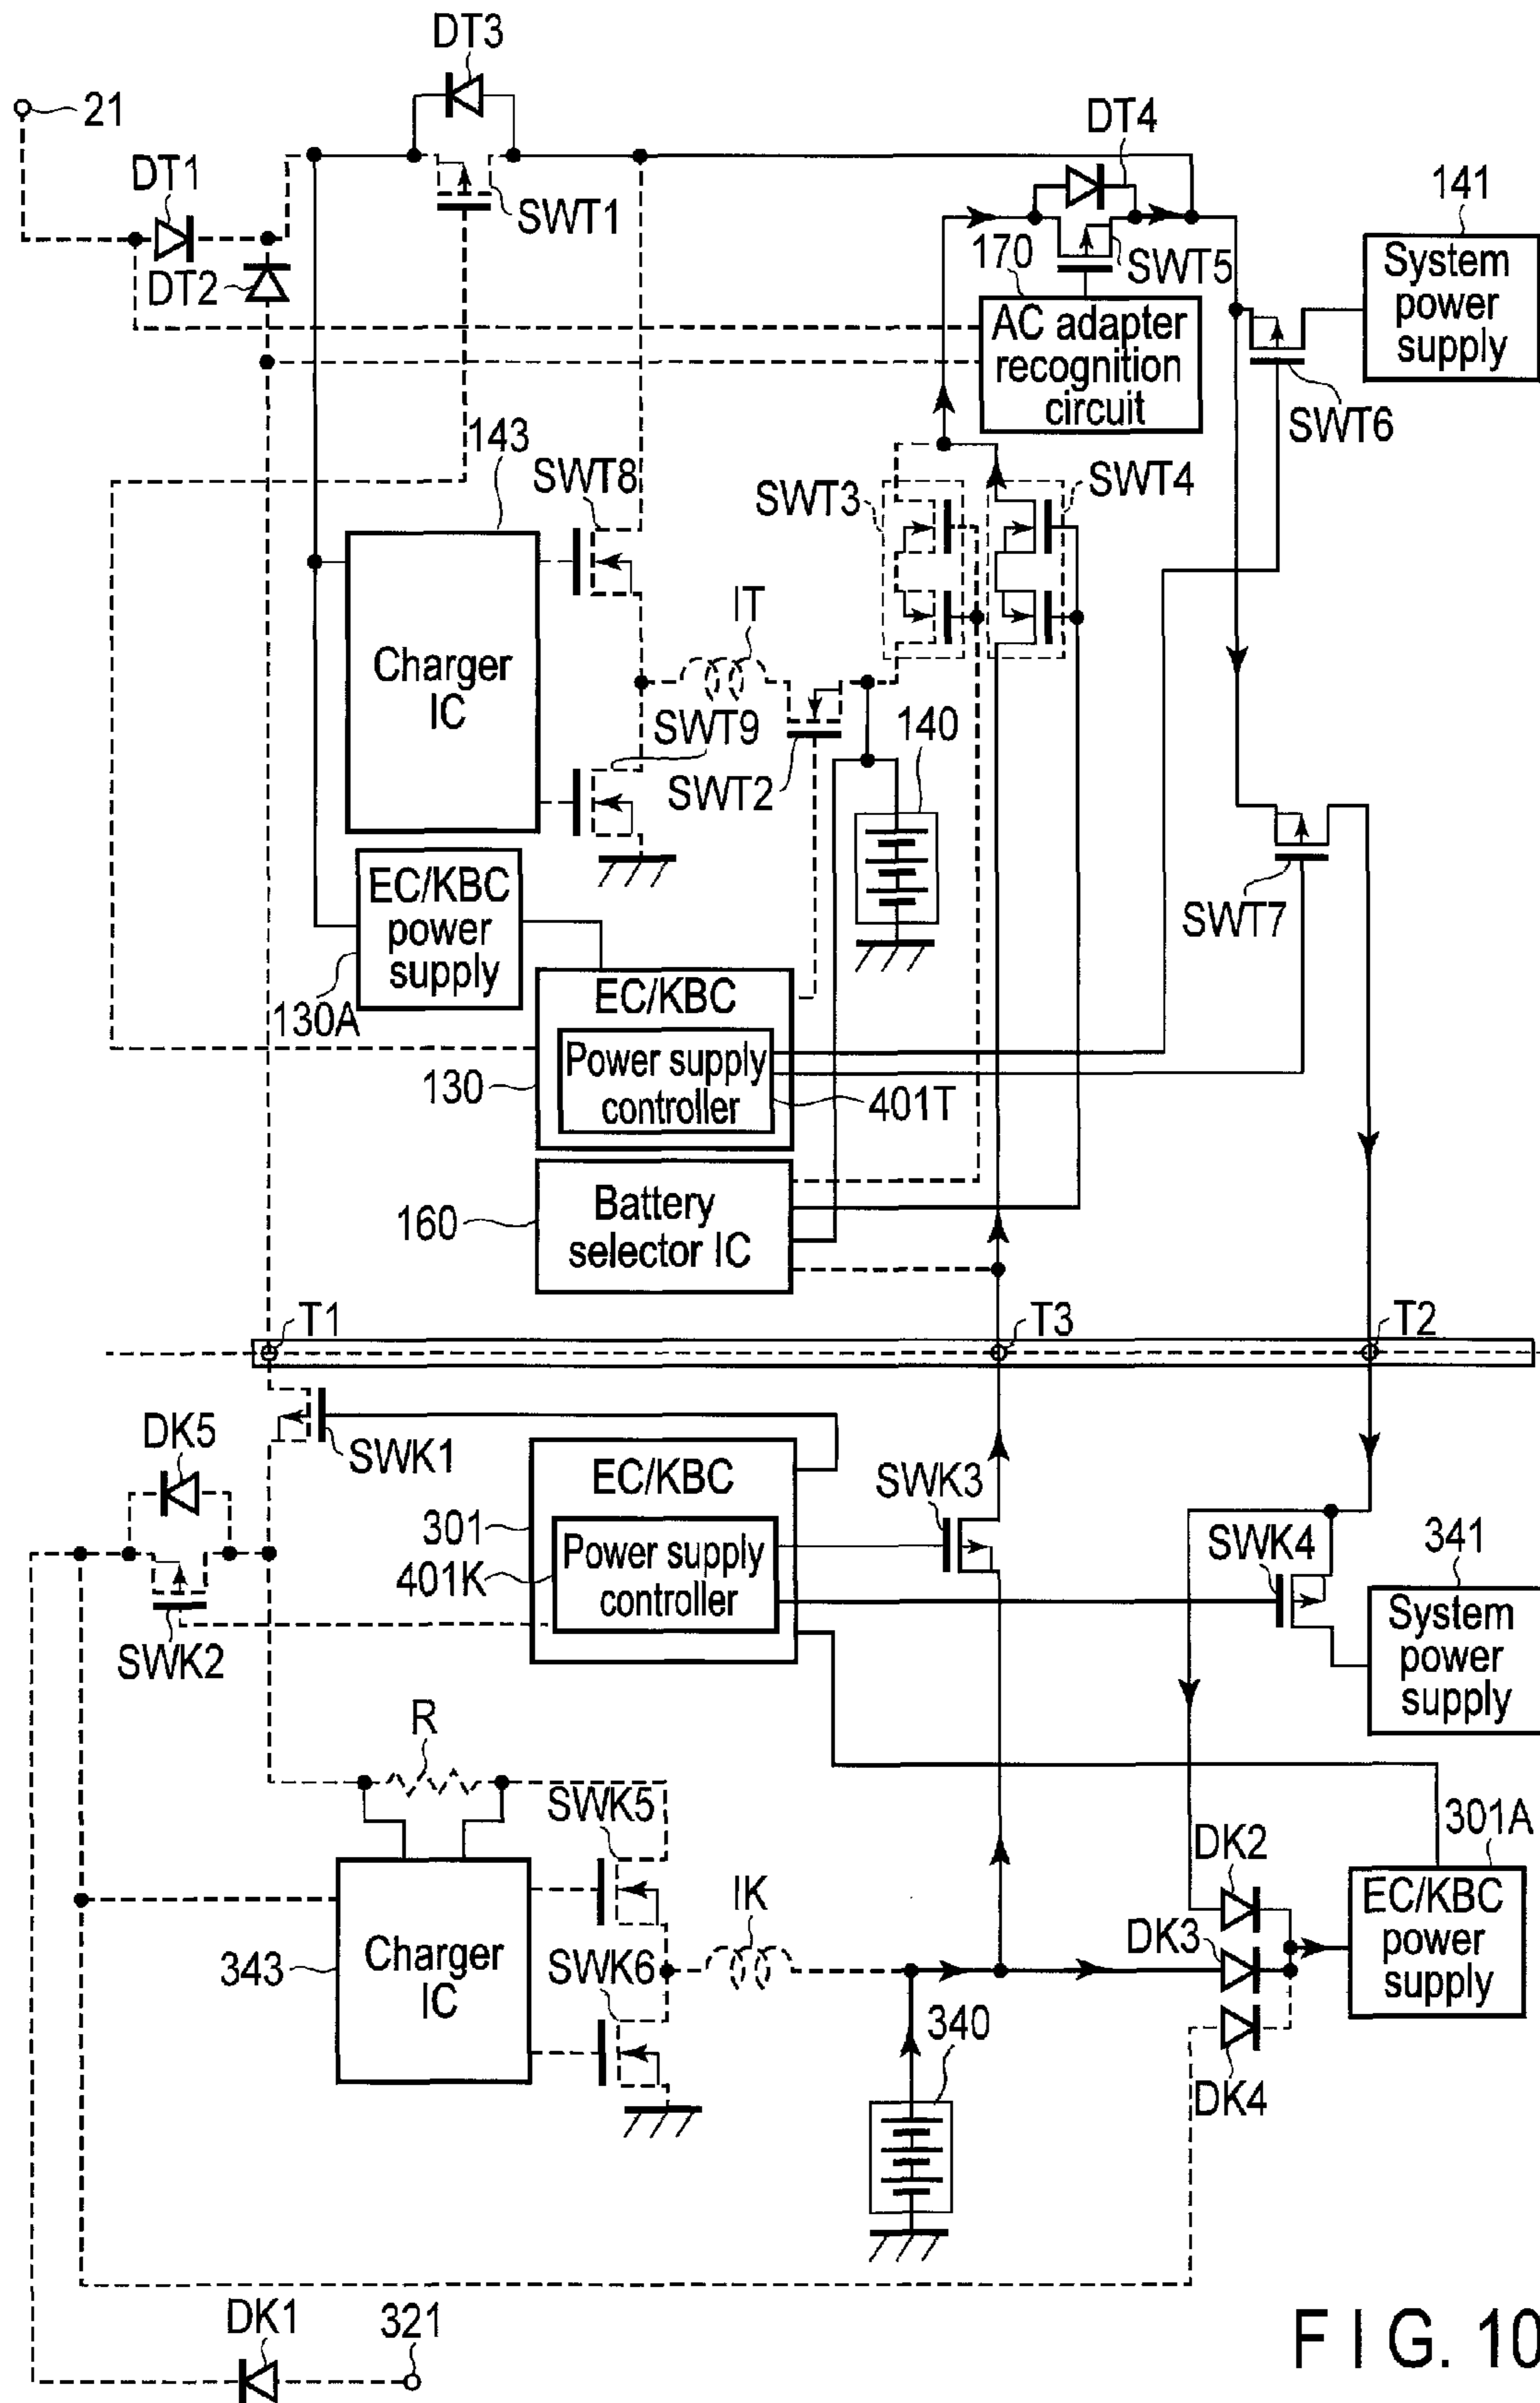 DT3
21
DT4
DT1
141
SWT1
System
power
supply
170
SWT5
DT2
AC adapter
recognition
circuit
SWT6
143
SWT8
SWT3
SWT4
IT
Charger
IC
SWT9
140
SWT2
EC/KBC
power
supply
SWT7
130A
EC/KBC
Power supply
controller
130
401T
Battery
selector IC
160
T1
T3
T2
DK5
SWK1
EC/KBC
SWK3
301
Power supply
controller
SWK4
341
401K
System
power
supply
SWK2
R
SWK5
301A
DK2
EC/KBC
power
supply
IK
DK3
Charger
IC
343
SWK6
340
DK4
DK1
321
FIG. 10